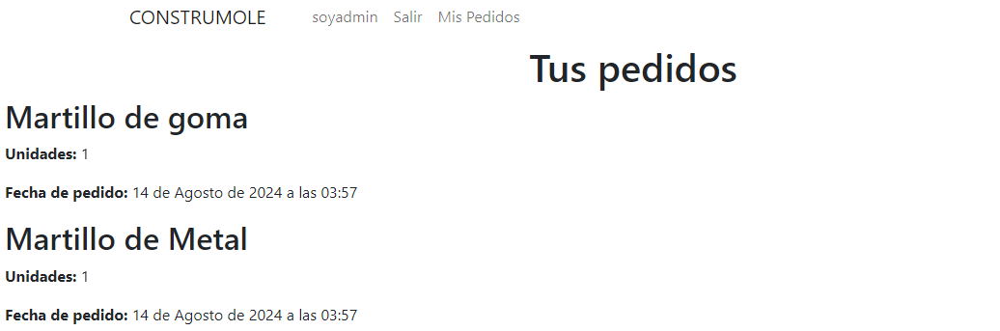 CONSTRUMOLE soyadmin Salir Mis Pedidos
Tus pedidos
Martillo de goma
Unidades: 1
Fecha de pedido: 14 de Agosto de 2024 a las 03:57
Martillo de Metal
Unidades: 1
Fecha de pedido: 14 de Agosto de 2024 a las 03:57